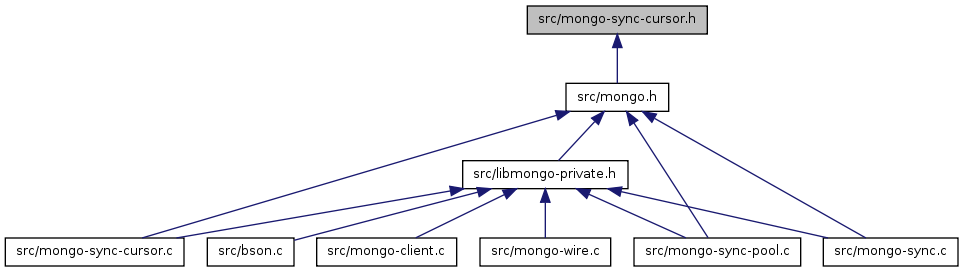 src/mongo-sync-cursor.h
src/mongo.h
src/libmongo-private.h
src/mongo-sync-cursor.c
src/bson.c
src/mongo-client.c
src/mongo-wire.c
src/mongo-sync-pool.c
src/mongo-sync.c